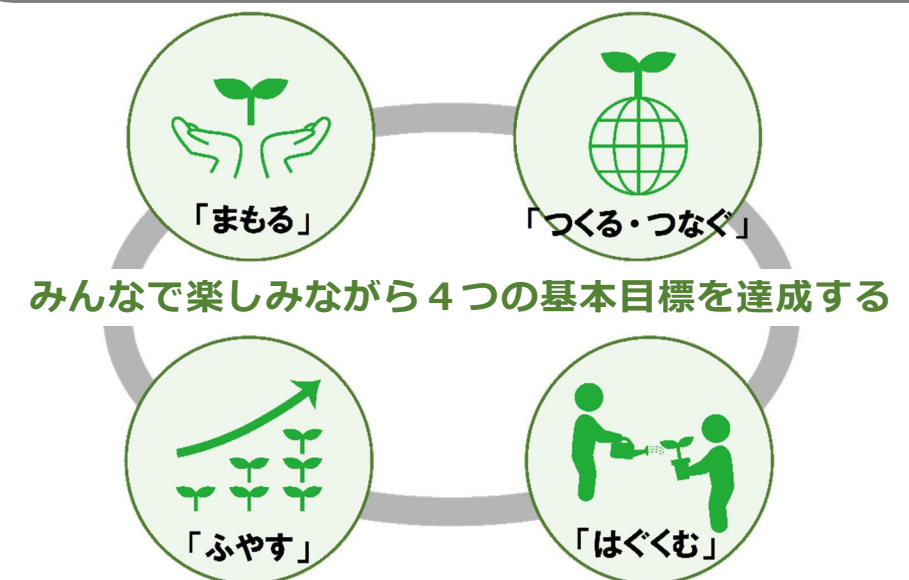 「まもる」
「つくる・つなぐ」
みんなで楽しみながら４つの基本目標を達成する
「ふやす」
「はぐくむ」